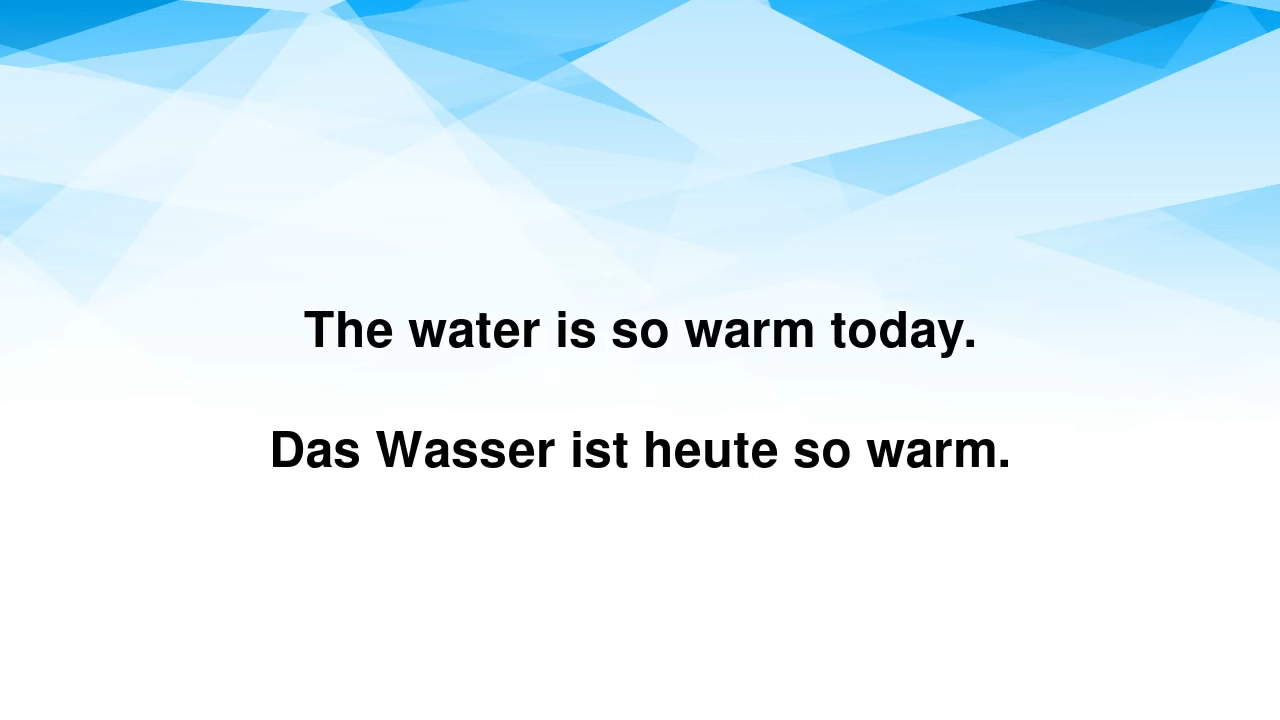 The water is so warm today.
Das Wasser ist heute so warm.